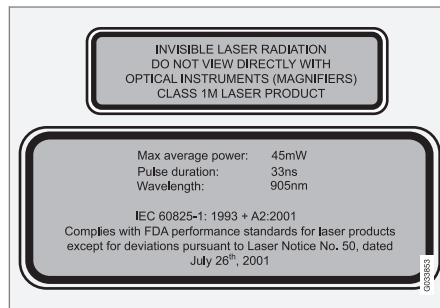 INVISIBLE LASER RADIATION
DO NOT VIEW DIRECTLY WITH
OPTICAL INSTRUMENTS (MAGNIFIERS)
CLASS 1M LASER PRODUCT
Max average power: 45mW
Pulse duration: 33ns
Wavelength: 905nm
IEC 60825-1: 1993 + A2:2001
Complies with FDA performance standards for laser products
except for deviations pursuant to Laser Notice No. 50, dated
July 26th, 2001
G033853